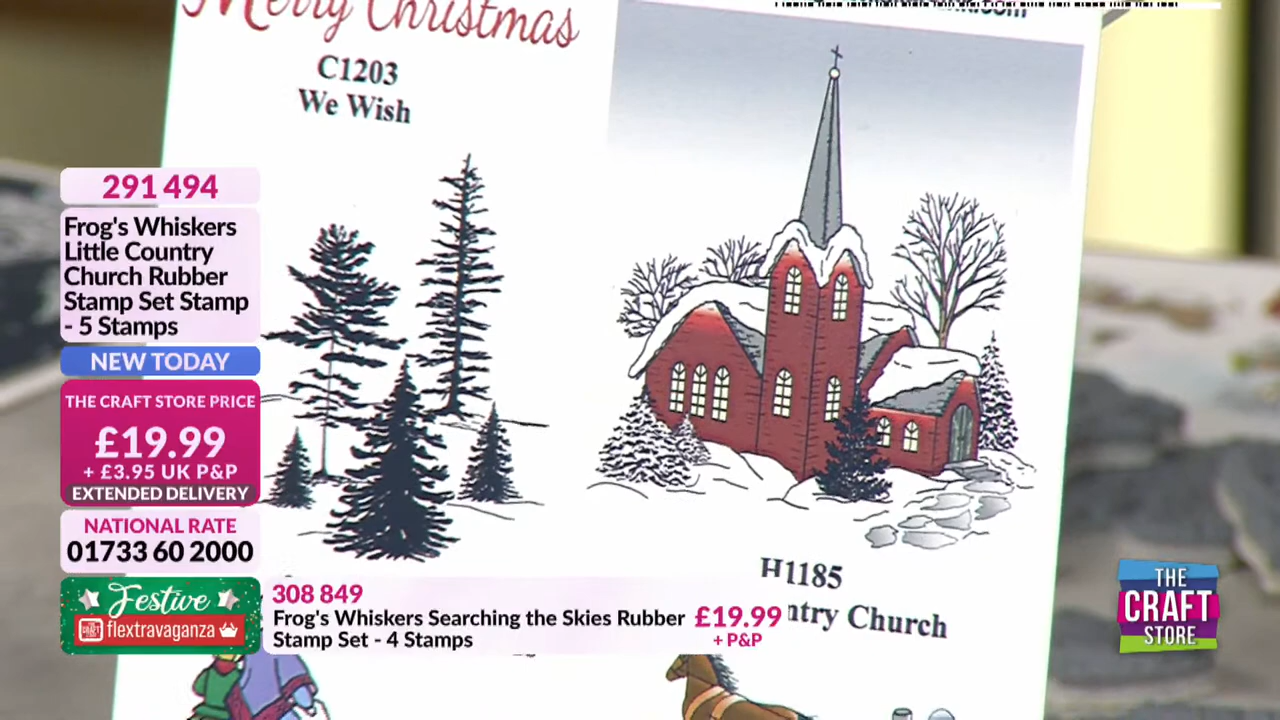 Merry Christmas
C1203
We Wish
291 494
Frog's Whiskers
Little Country
Church Rubber
Stamp Set Stamp
- 5 Stamps
NEW TODAY
THE CRAFT STORE PRICE
£19.99
+ £3.95 UK P&P
EXTENDED DELIVERY
NATIONAL RATE
01733 60 2000
Festive
flextravaganza
308 849
Frog's Whiskers Searching the Skies Rubber
Stamp Set - 4 Stamps
£19.99
+ P&P
H1185
Church
THE
CRAFT
STORE